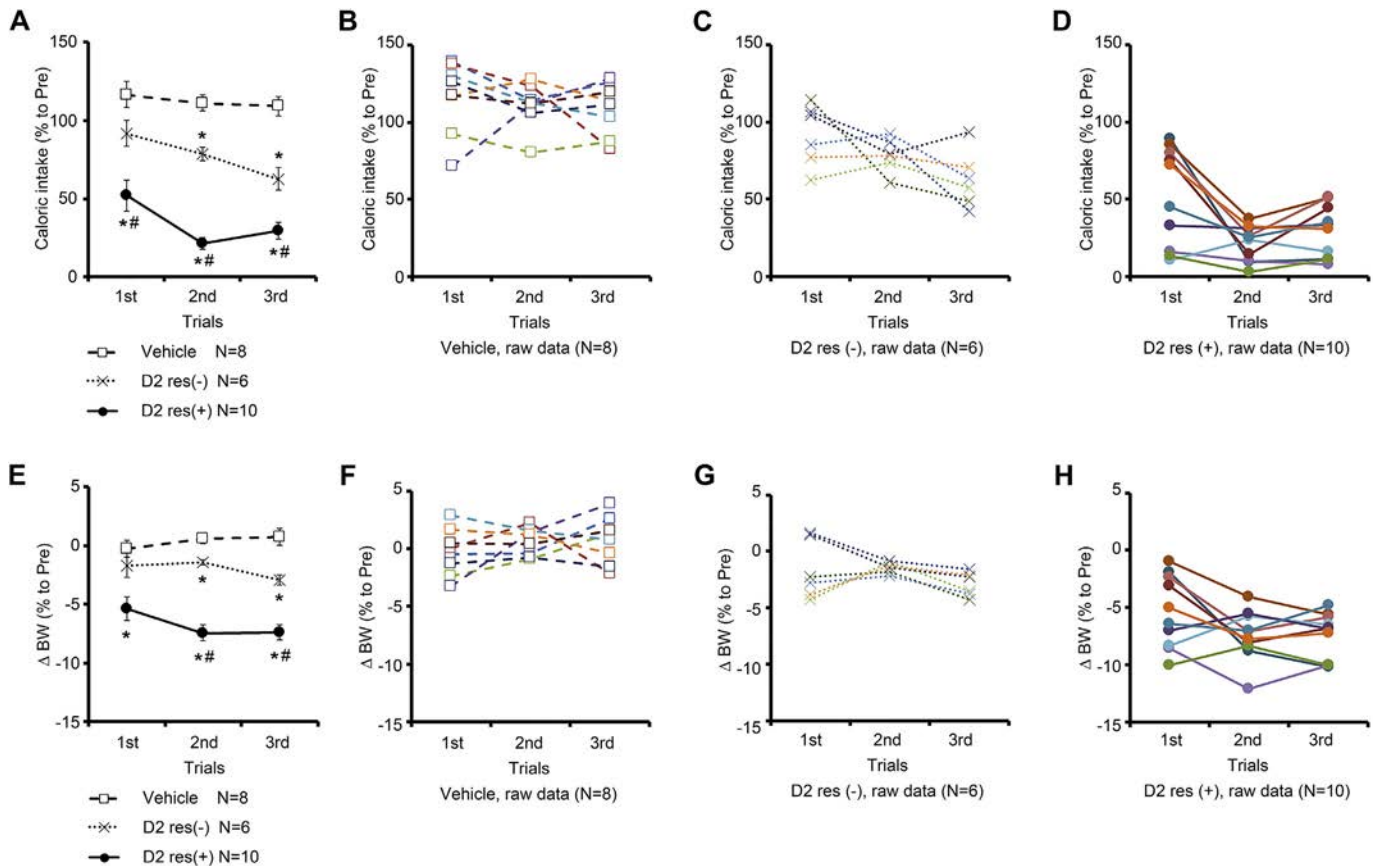 A
Caloric intake (% to Pre)
150
100
50
0
*
*
*#
*#
*#
1st 2nd 3rd
Trials
Vehicle N=8
D2 res(-) N=6
D2 res(+) N=10
B
Caloric intake (% to Pre)
150
100
50
0
1st 2nd 3rd
Trials
Vehicle, raw data (N=8)
C
Caloric intake (% to Pre)
150
100
50
0
1st 2nd 3rd
Trials
D2 res (-), raw data (N=6)
D
Caloric intake (% to Pre)
150
100
50
0
1st 2nd 3rd
Trials
D2 res (+), raw data (N=10)
E
Δ BW (% to Pre)
5
0
-5
-10
-15
*
*
*
*#
*#
1st 2nd 3rd
Trials
Vehicle N=8
D2 res(-) N=6
D2 res(+) N=10
F
Δ BW (% to Pre)
5
0
-5
-10
-15
1st 2nd 3rd
Trials
Vehicle, raw data (N=8)
G
Δ BW (% to Pre)
5
0
-5
-10
-15
1st 2nd 3rd
Trials
D2 res (-), raw data (N=6)
H
Δ BW (% to Pre)
5
0
-5
-10
-15
1st 2nd 3rd
Trials
D2 res (+), raw data (N=10)